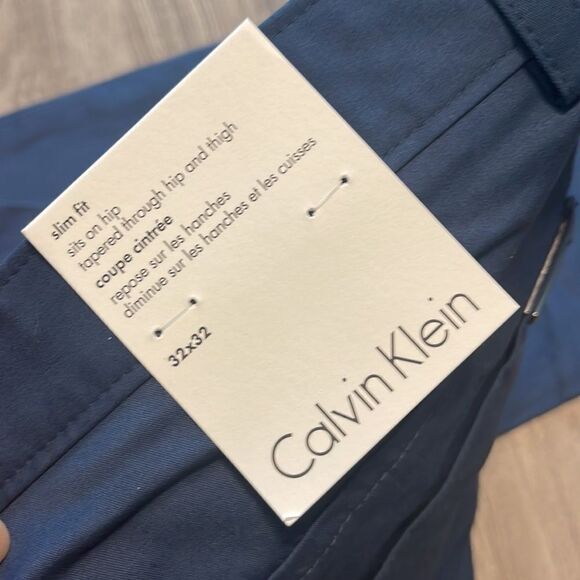 slim fit
sits on hip
tapered through hip and thigh
coupe cintrée
repose sur les hanches
diminue sur les hanches et les cuisses
32x32
Calvin Klein